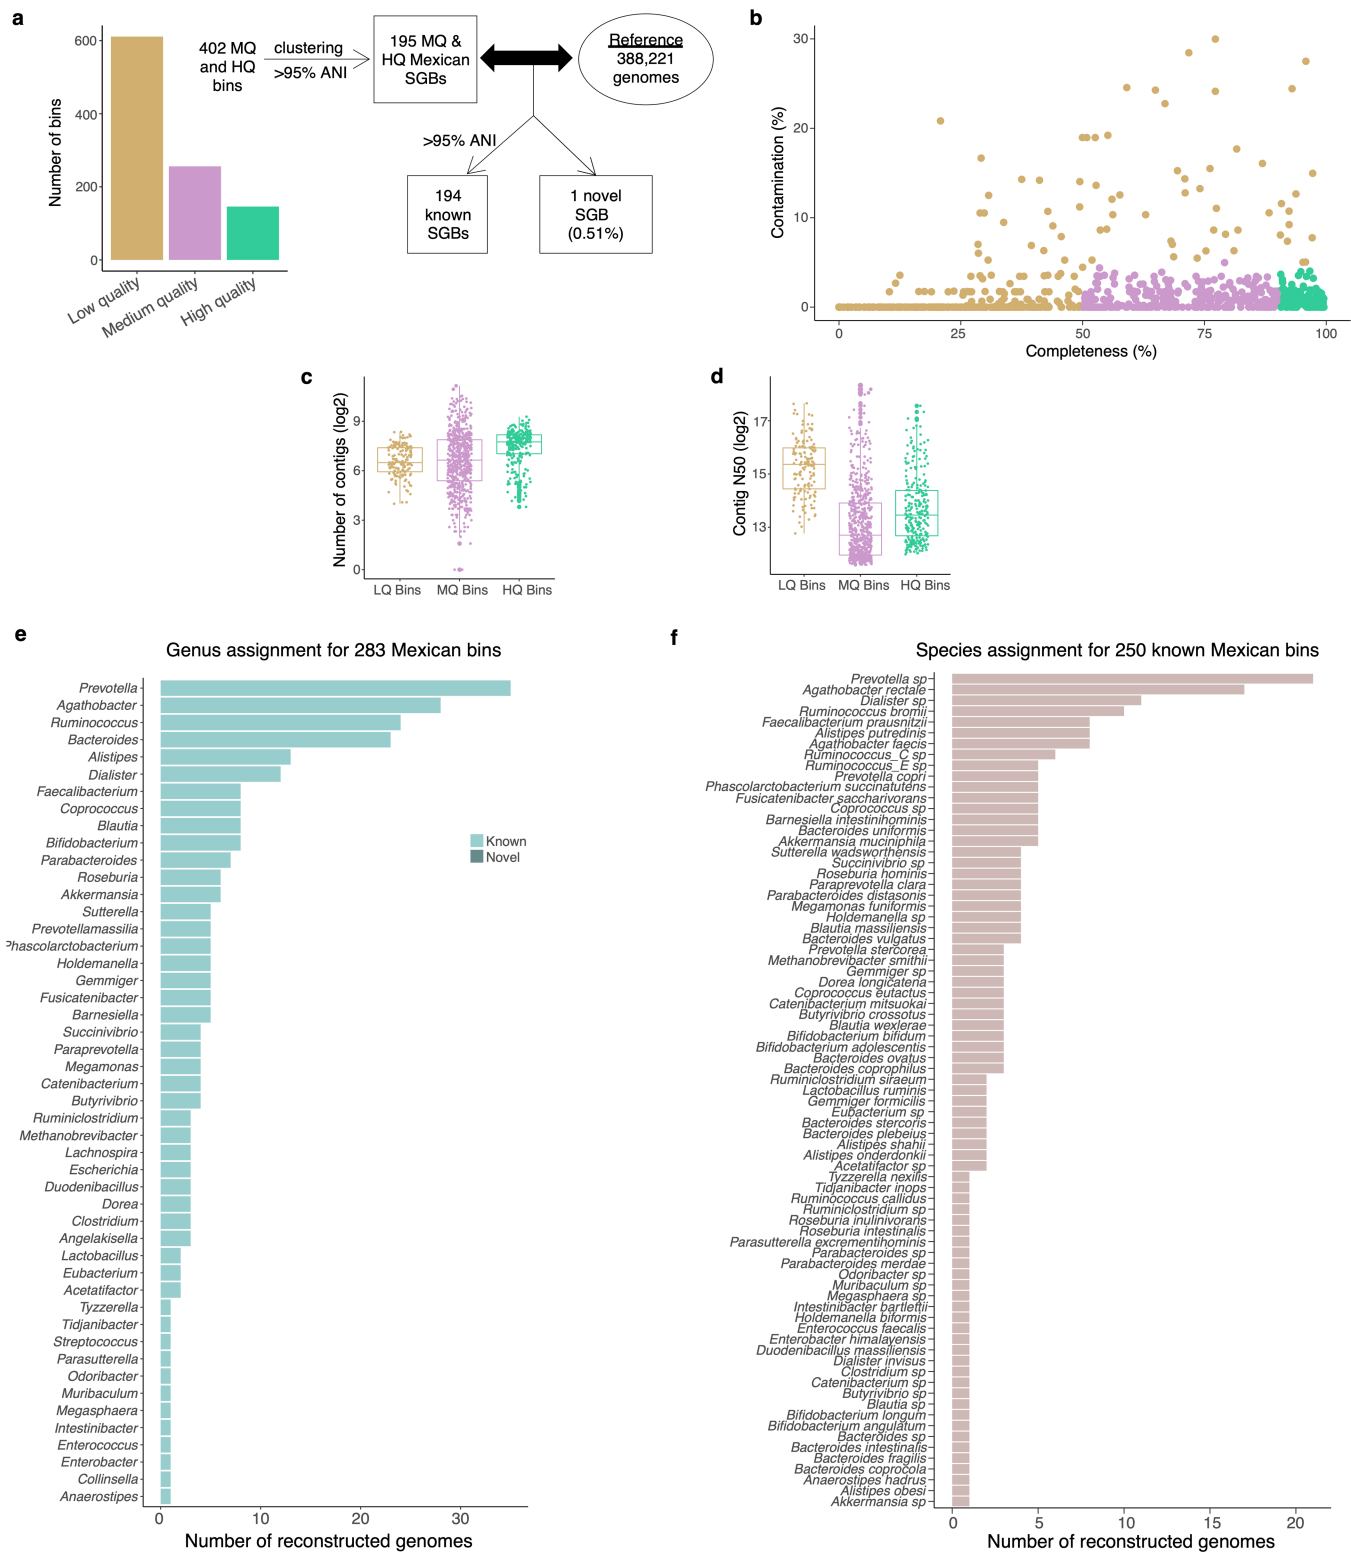 a
Number of bins
600
400
200
0
Low quality
Medium quality
High quality
402 MQ
and HQ
bins
clustering
>95% ANI
195 MQ &
HQ Mexican
SGBs
Reference
388,221
genomes
>95% ANI
194
known
SGBs
1 novel
SGB
(0.51%)
b
Contamination (%)
30
20
10
0
0
25
50
75
100
Completeness (%)
c
Number of contigs (log2)
9
6
3
0
LQ Bins
MQ Bins
HQ Bins
d
Contig N50 (log2)
17
15
13
LQ Bins
MQ Bins
HQ Bins
e
Genus assignment for 283 Mexican bins
Prevotella
Agathobacter
Ruminococcus
Bacteroides
Alistipes
Dialister
Faecalibacterium
Coprococcus
Blautia
Bifidobacterium
Parabacteroides
Roseburia
Akkermansia
Sutterella
Prevotellamassilia
Phascolarctobacterium
Holdemanella
Gemmiger
Fusicatenibacter
Barnesiella
Succinivibrio
Paraprevotella
Megamonas
Catenibacterium
Butyrivibrio
Ruminiclostridium
Methanobrevibacter
Lachnospira
Escherichia
Duodenibacillus
Dorea
Clostridium
Angelakisella
Lactobacillus
Eubacterium
Acetatifactor
Tyzzerella
Tidjanibacter
Streptococcus
Parasutterella
Odoribacter
Muribaculum
Megasphaera
Intestinibacter
Enterococcus
Enterobacter
Collinsella
Anaerostipes
Known
Novel
0
10
20
30
Number of reconstructed genomes
f
Species assignment for 250 known Mexican bins
Prevotella sp
Agathobacter rectale
Dialister sp
Ruminococcus bromii
Faecalibacterium prausnitzii
Alistipes putredinis
Agathobacter faecis
Ruminococcus_C sp
Ruminococcus_E sp
Prevotella copri
Phascolarctobacterium succinatutens
Fusicatenibacter saccharivorans
Coprococcus sp
Barnesiella intestinihominis
Bacteroides uniformis
Akkermansia muciniphila
Sutterella wadsworthensis
Succinivibrio sp
Roseburia hominis
Paraprevotella clara
Parabacteroides distasonis
Megamonas funiformis
Holdemanella sp
Blautia massiliensis
Bacteroides vulgatus
Prevotella stercorea
Methanobrevibacter smithii
Gemmiger sp
Dorea longicatena
Coprococcus eutactus
Catenibacterium mitsuokai
Butyrivibrio crossotus
Blautia wexlerae
Bifidobacterium bifidum
Bifidobacterium adolescentis
Bacteroides ovatus
Bacteroides coprophilus
Ruminiclostridium siraeum
Lactobacillus ruminis
Gemmiger formicilis
Eubacterium sp
Bacteroides stercoris
Bacteroides plebeius
Alistipes shahii
Alistipes onderdonkii
Acetatifactor sp
Tyzzerella nexilis
Tidjanibacter inops
Ruminococcus callidus
Ruminiclostridium sp
Roseburia inulinivorans
Roseburia intestinalis
Parasutterella excrementihominis
Parabacteroides sp
Parabacteroides merdae
Odoribacter sp
Muribaculum sp
Megasphaera sp
Intestinibacter bartlettii
Holdemanella biformis
Enterococcus faecalis
Enterobacter himalayensis
Duodenibacillus massiliensis
Dialister invisus
Clostridium sp
Catenibacterium sp
Butyrivibrio sp
Blautia sp
Bifidobacterium longum
Bifidobacterium angulatum
Bacteroides sp
Bacteroides intestinalis
Bacteroides fragilis
Bacteroides coprocola
Anaerostipes hadrus
Alistipes obesi
Akkermansia sp
0
5
10
15
20
Number of reconstructed genomes